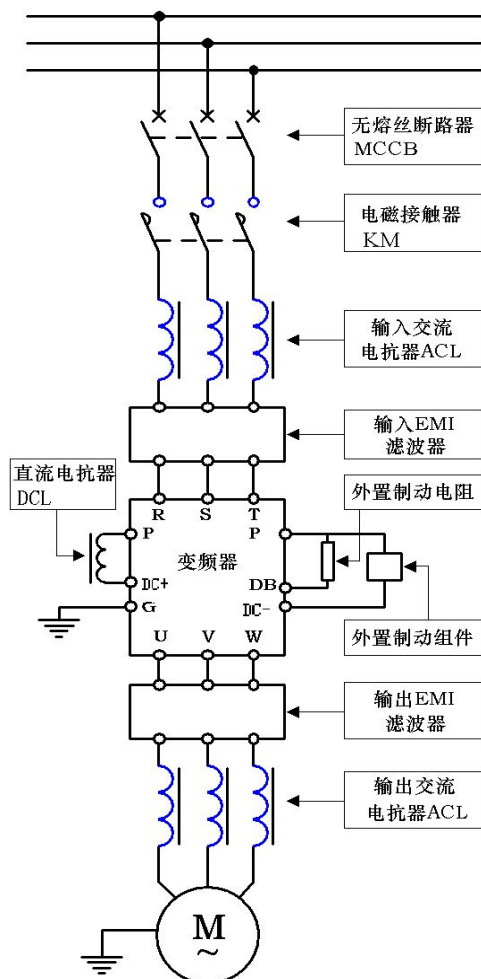 无熔丝断路器
MCCB
电磁接触器
KM
输入交流
电抗器ACL
输入EMI
滤波器
直流电抗器
DCL
外置制动电阻
R S T
P 变频器 P
DC+ DB
G DC-
U V W
外置制动组件
输出EMI
滤波器
输出交流
电抗器ACL
M
~